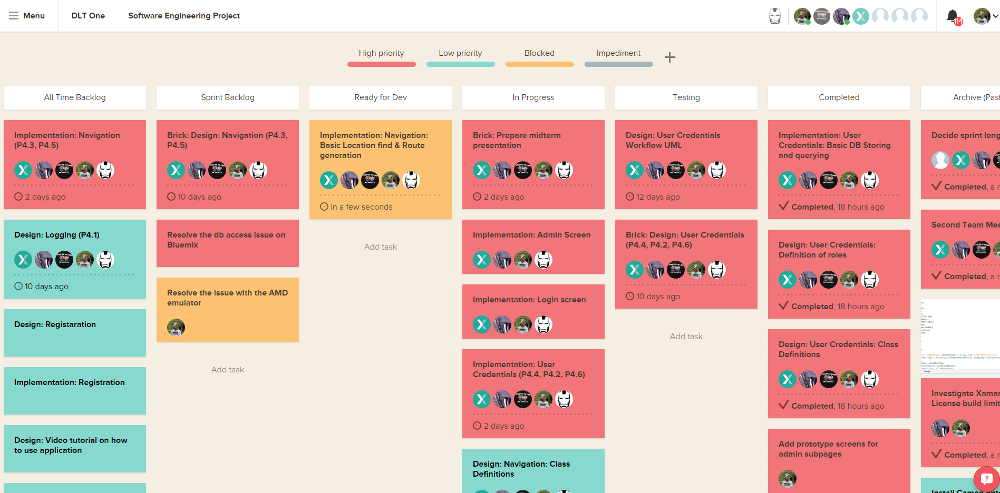 Menu
DLT One
Software Engineering Project
114
High priority
Low priority
Blocked
Impediment
All Time Backlog
Implementation: Navigation
(P4.3, P4.5)
2 days ago
Design: Logging (P4.1)
10 days ago
Design: Registaration
Implementation: Registration
Design: Video tutorial on how
to use application
Sprint Backlog
Brick: Design: Navigation (P4.3,
P4.5)
10 days ago
Resolve the db access issue on
Bluemix
Resolve the issue with the AMD
emulator
Add task
Ready for Dev
Implementation: Navigation:
Basic Location find & Route
generation
in a few seconds
Add task
In Progress
Brick: Prepare midterm
presentation
2 days ago
Implementation: Admin Screen
Implementation: Login screen
Implementation: User
Credentials (P4.4, P4.2, P4.6)
2 days ago
Design: Navigation: Class
Definitions
Testing
Design: User Credentials
Workflow UML
12 days ago
Brick: Design: User Credentials
(P4.4, P4.2, P4.6)
10 days ago
Add task
Completed
Implementation: User
Credentials: Basic DB Storing
and querying
Completed, 18 hours ago
Design: User Credentials:
Definition of roles
Completed, 18 hours ago
Design: User Credentials: Class
Definitions
Completed, 18 hours ago
Add prototype screens for
admin subpages
Archive (Past
Decide sprint leng
Completed, a
Second Team Mee
Completed, a
Investigate Xamar
License build limit
Completed, a